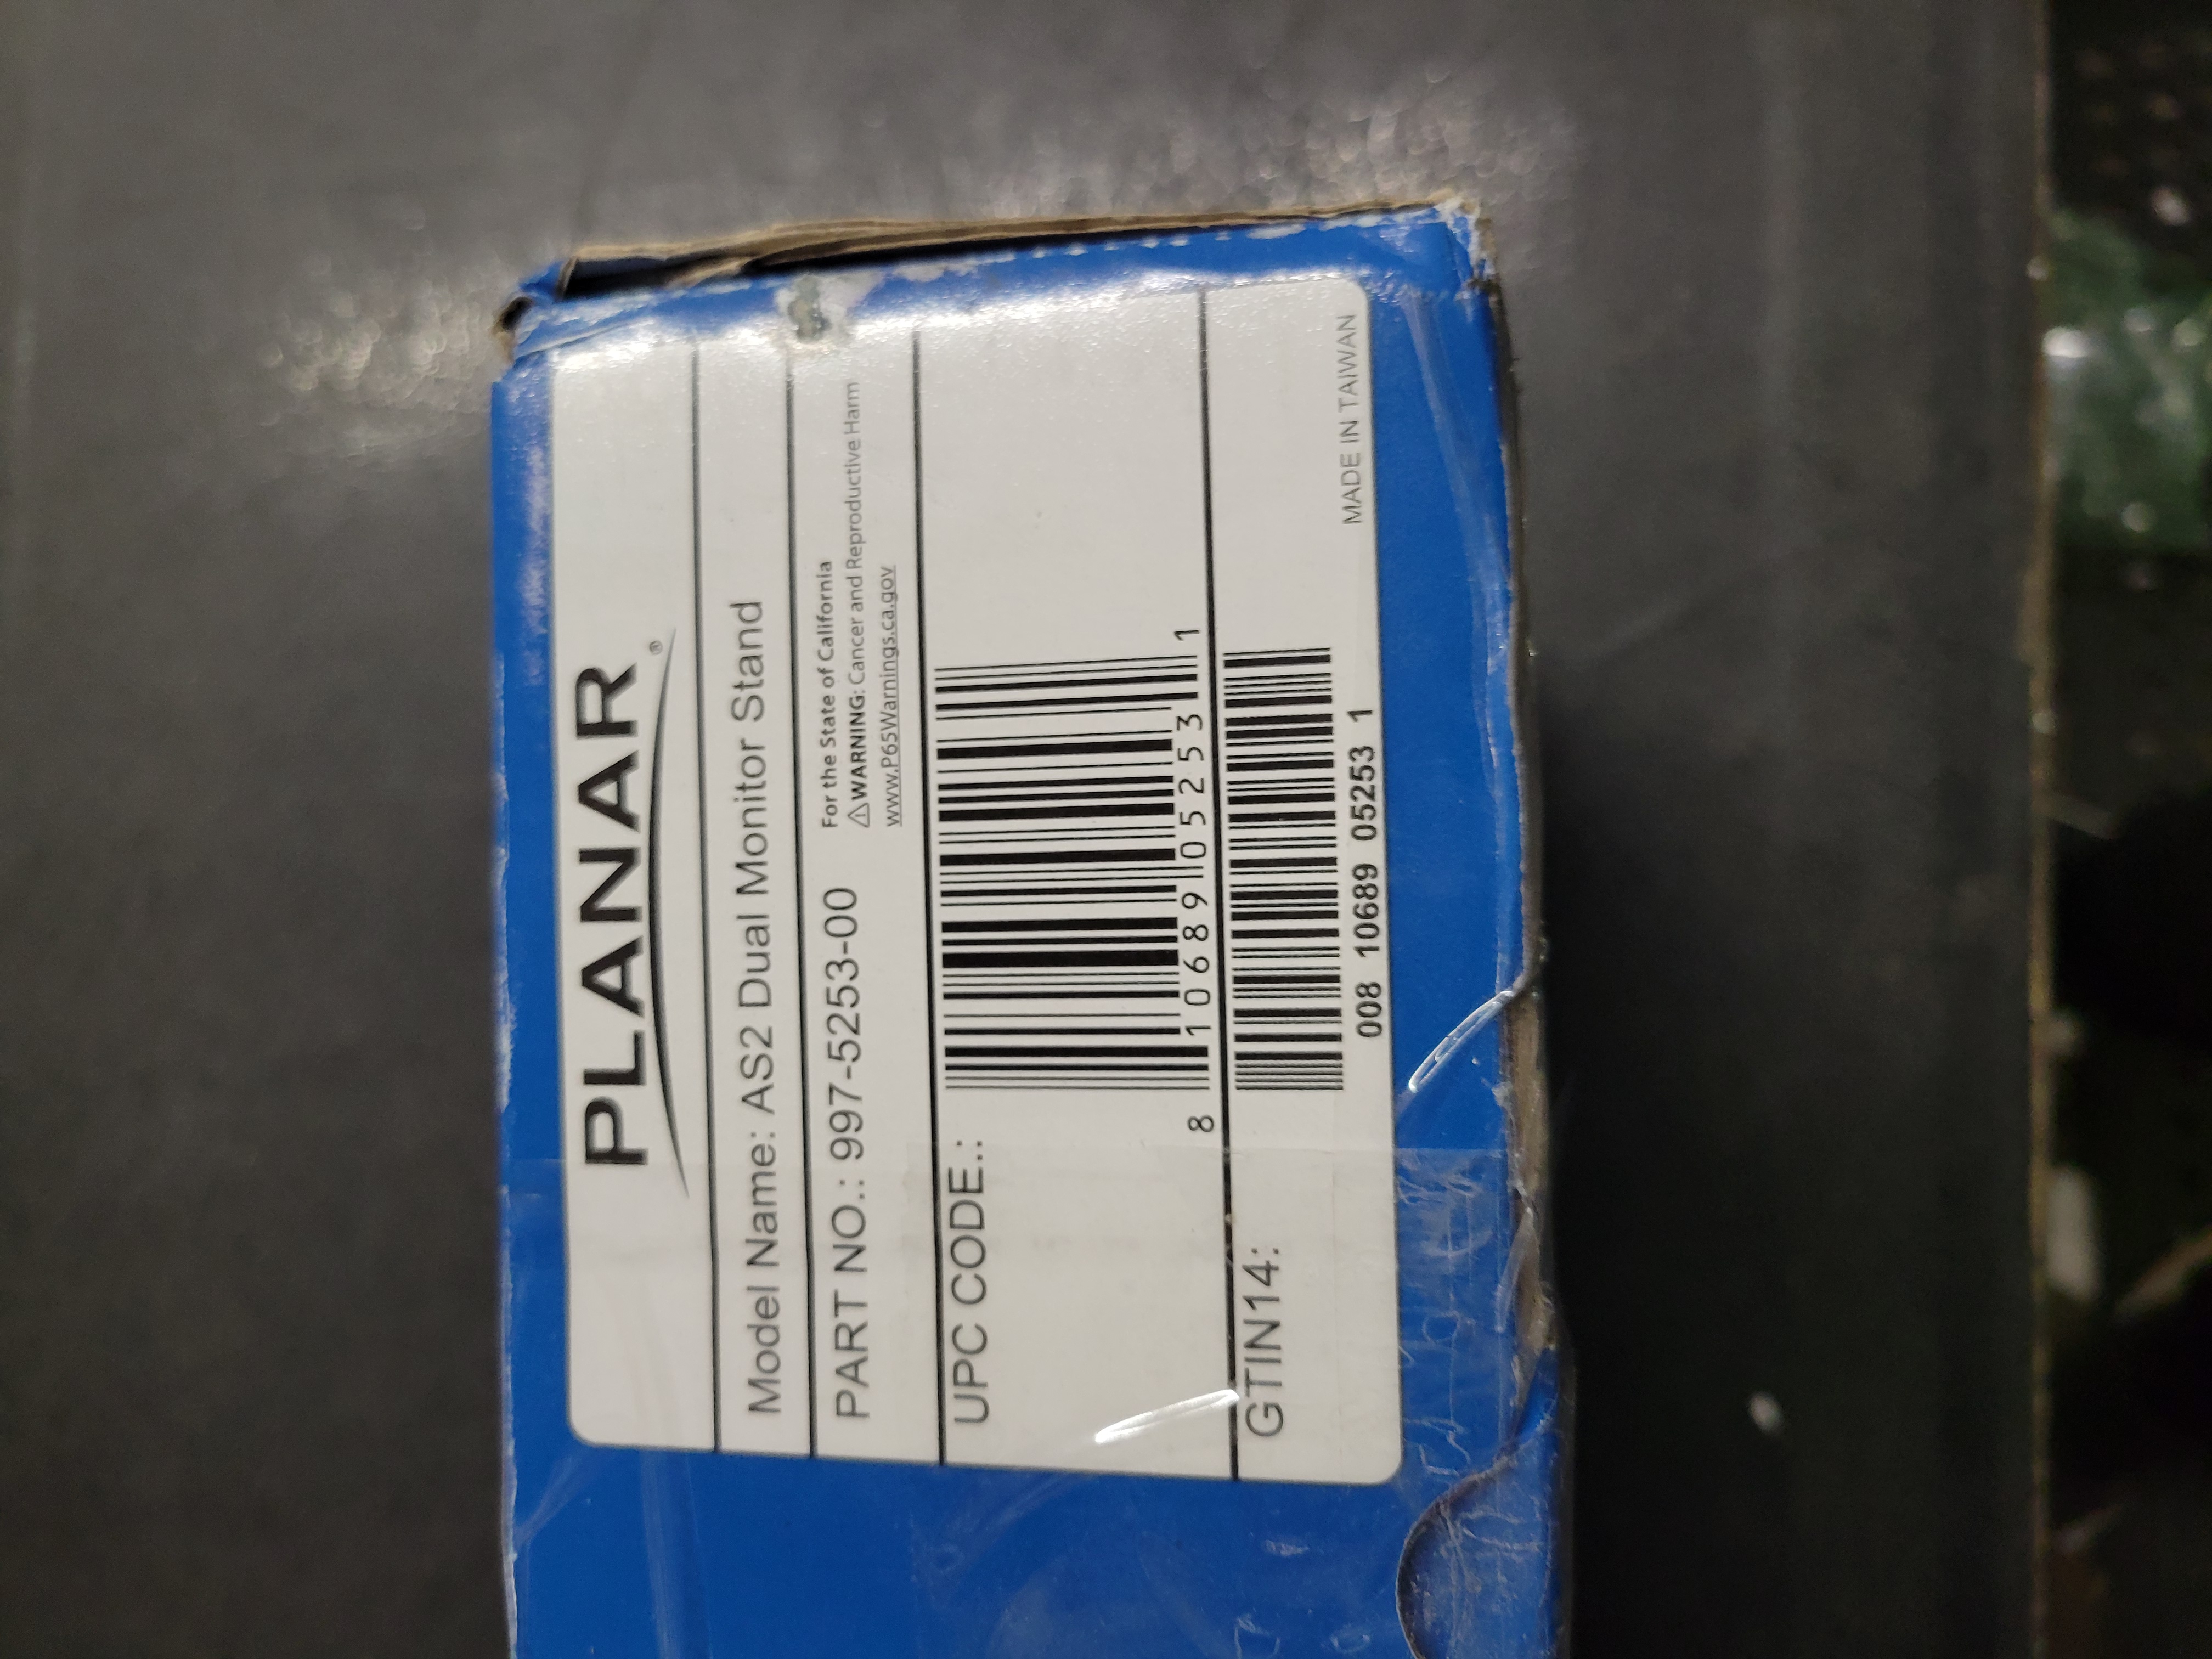 PLANAR®
Model Name: AS2 Dual Monitor Stand
PART NO.: 997-5253-00
For the State of California
⚠WARNING: Cancer and Reproductive Harm
www.P65Warnings.ca.gov
UPC CODE.:
8 10689 05253 1
GTIN14:
008 10689 05253 1
MADE IN TAIWAN